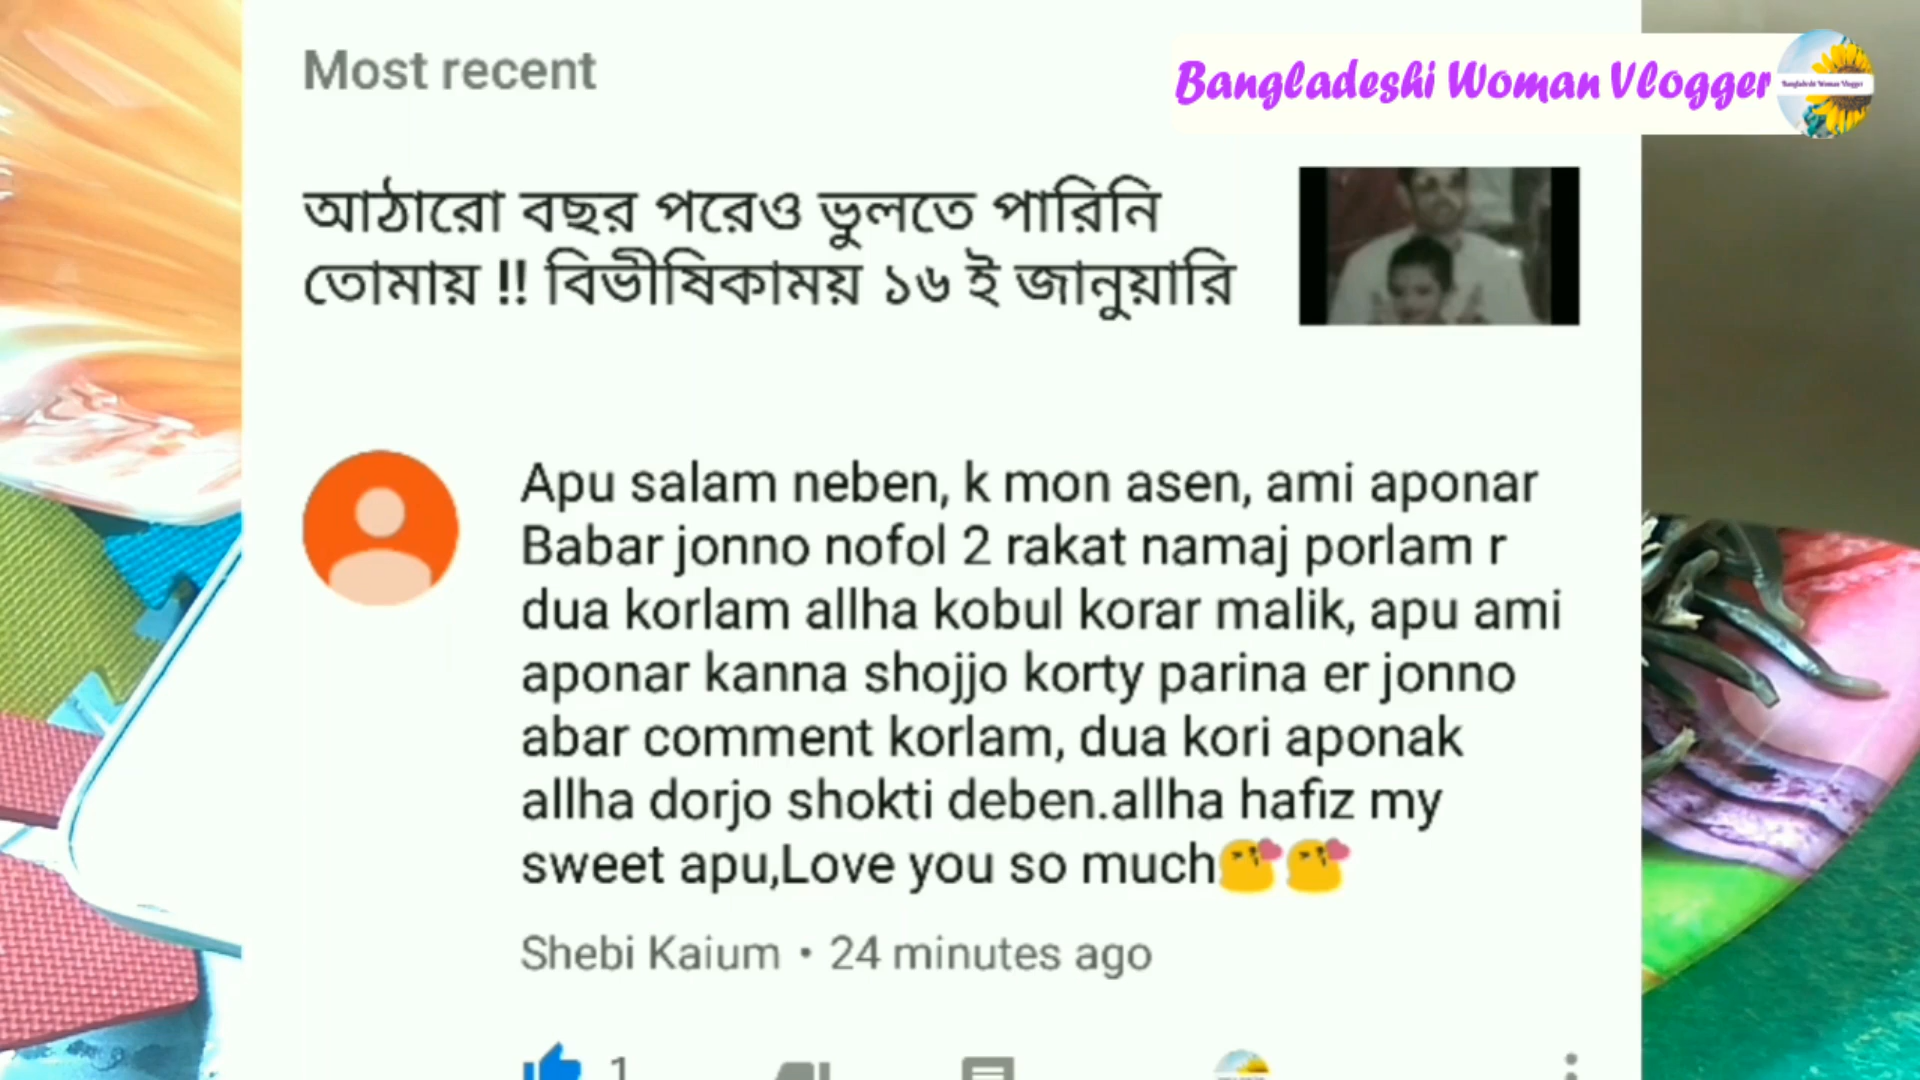 Most recent
Bangladeshi Woman Vlogger
Bangladeshi Woman Vlogger
আঠারো বছর পরেও ভুলতে পারিনি
তোমায় !! বিভীষিকাময় ১৬ ই জানুয়ারি
Apu salam neben, k mon asen, ami aponar
Babar jonno nofol 2 rakat namaj porlam r
dua korlam allha kobul korar malik, apu ami
aponar kanna shojjo korty parina er jonno
abar comment korlam, dua kori aponak
allha dorjo shokti deben.allha hafiz my
sweet apu,Love you so much😘😘
Shebi Kaium • 24 minutes ago
1